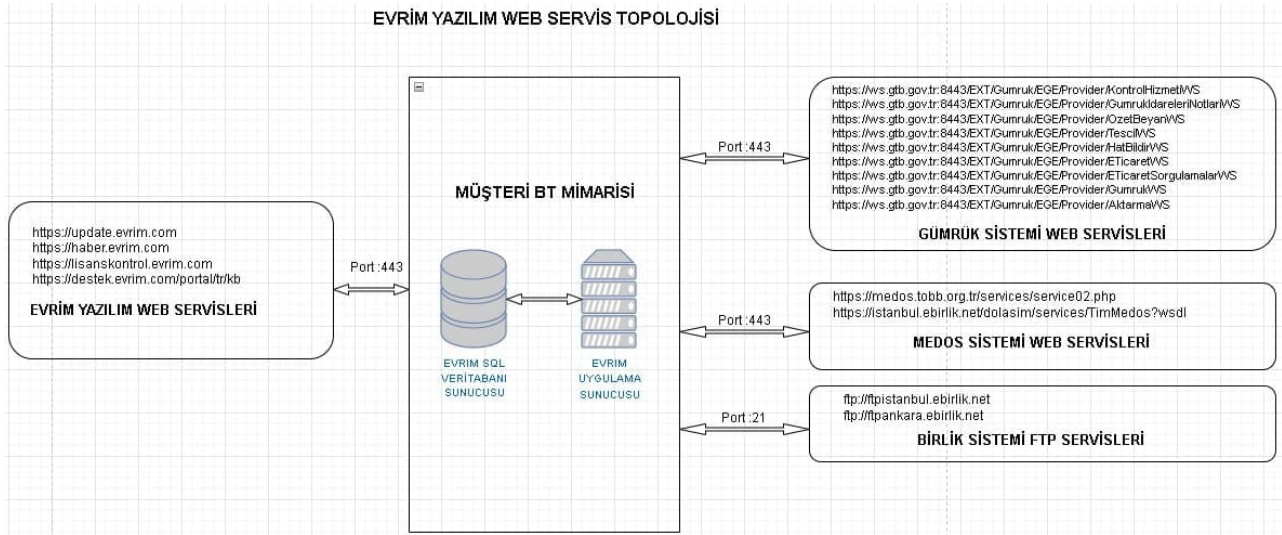 EVRİM YAZILIM WEB SERVİS TOPOLOJİSİ
https://update.evrim.com
https://haber.evrim.com
https://lisanskontrol.evrim.com
https://destek.evrim.com/portal/tr/kb
EVRİM YAZILIM WEB SERVİSLERİ
Port :443
MÜŞTERİ BT MİMARİSİ
EVRIM SQL
VERİTABANI
SUNUCUSU
EVRIM
UYGULAMA
SUNUCUSU
Port :443
https://ws.gtb.gov.tr:8443/EXT/Gumruk/EGE/Provider/KontrolHizmetiWS
https://ws.gtb.gov.tr:8443/EXT/Gumruk/EGE/Provider/GumrukIdareleriNotlariWS
https://ws.gtb.gov.tr:8443/EXT/Gumruk/EGE/Provider/OzetBeyanWS
https://ws.gtb.gov.tr:8443/EXT/Gumruk/EGE/Provider/TescilWS
https://ws.gtb.gov.tr:8443/EXT/Gumruk/EGE/Provider/HatBildirWS
https://ws.gtb.gov.tr:8443/EXT/Gumruk/EGE/Provider/ETicaretWS
https://ws.gtb.gov.tr:8443/EXT/Gumruk/EGE/Provider/ETicaretSorgulamalarWS
https://ws.gtb.gov.tr:8443/EXT/Gumruk/EGE/Provider/GumrukWS
https://ws.gtb.gov.tr:8443/EXT/Gumruk/EGE/Provider/AktarmaWS
GÜMRÜK SİSTEMİ WEB SERVİSLERİ
Port :443
https://medos.tobb.org.tr/services/service02.php
https://istanbul.ebirlik.net/dolasim/services/TimMedos?wsdl
MEDOS SİSTEMİ WEB SERVİSLERİ
Port :21
ftp://ftpistanbul.ebirlik.net
ftp://ftpankara.ebirlik.net
BİRLİK SİSTEMİ FTP SERVİSLERİ